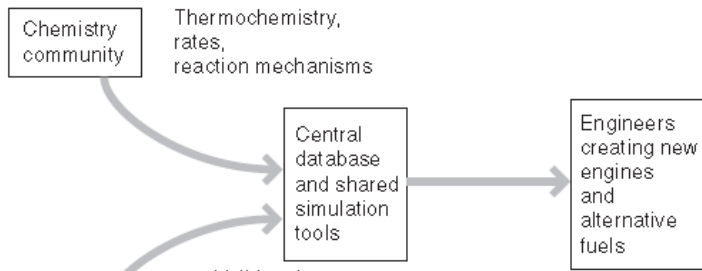 Chemistry
community
Thermochemistry,
rates,
reaction mechanisms
Central
database
and shared
simulation
tools
Engineers
creating new
engines
and
alternative
fuels